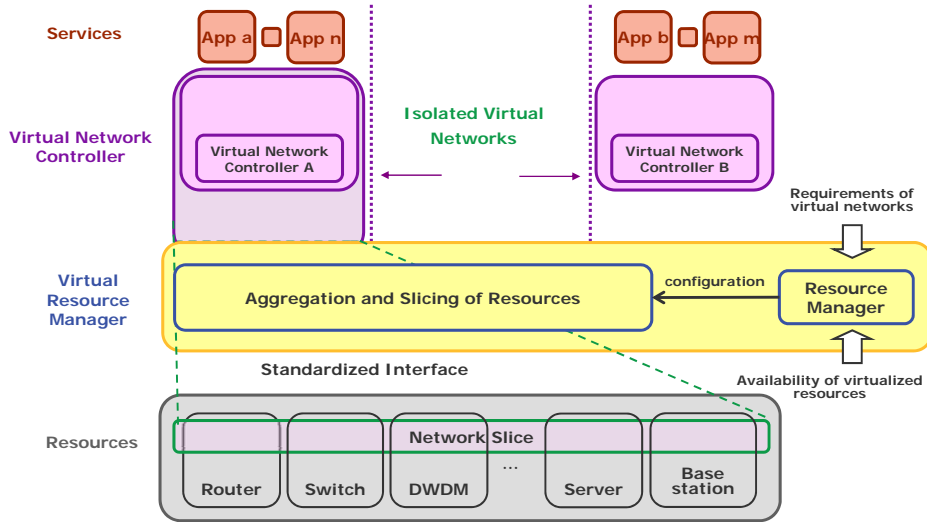 Services
App a
App n
App b
App m
Isolated Virtual
Networks
Virtual Network
Controller
Virtual Network
Controller A
Virtual Network
Controller B
Requirements of
virtual networks
Virtual
Resource
Manager
Aggregation and Slicing of Resources
configuration
Resource
Manager
Standardized Interface
Availability of virtualized
resources
Resources
Network Slice
Router
Switch
DWDM
...
Server
Base
station